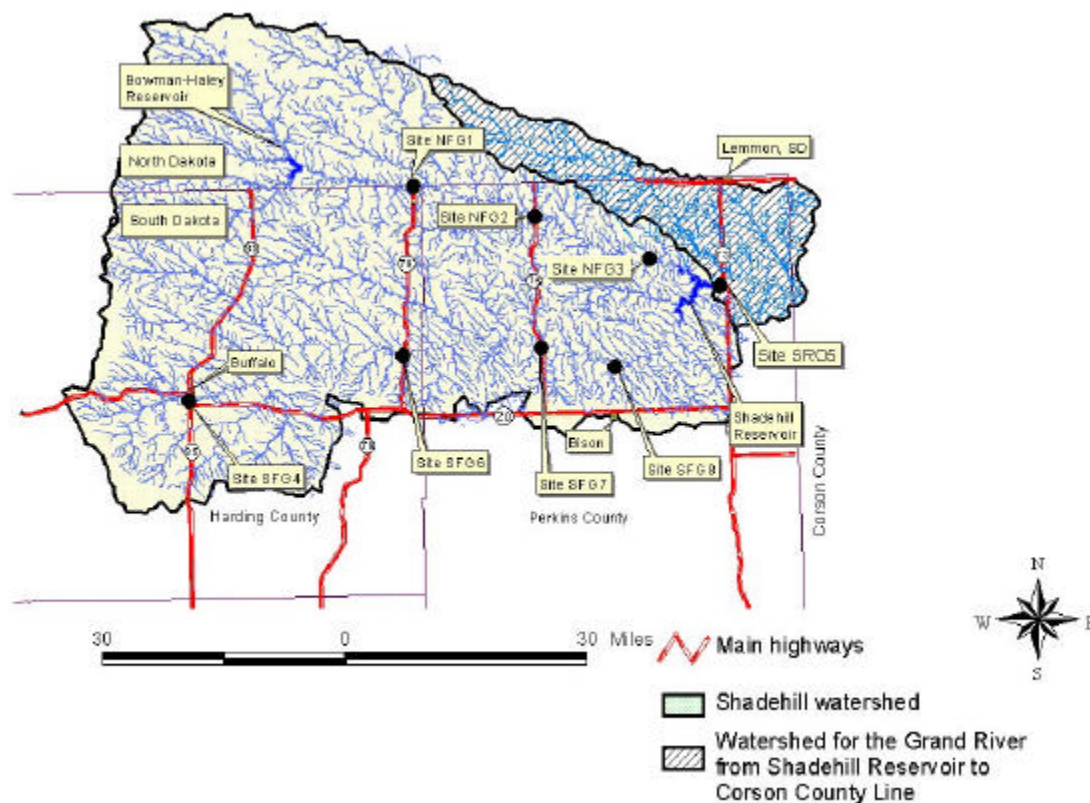 Bowman-Haley
Reservoir
Site NFG1
Lemmon, SD
North Dakota
South Dakota
Site NFG2
Site NFG3
Buffalo
Site SRO5
20
Bison
Shadehill
Reservoir
Site SFG4
Site SFG6
Site SFG7
Site SFG8
Harding County
Perkins County
Corson County
N
W
E
S
30
0
30 Miles
Main highways
Shadehill watershed
Watershed for the Grand River
from Shadehill Reservoir to
Corson County Line